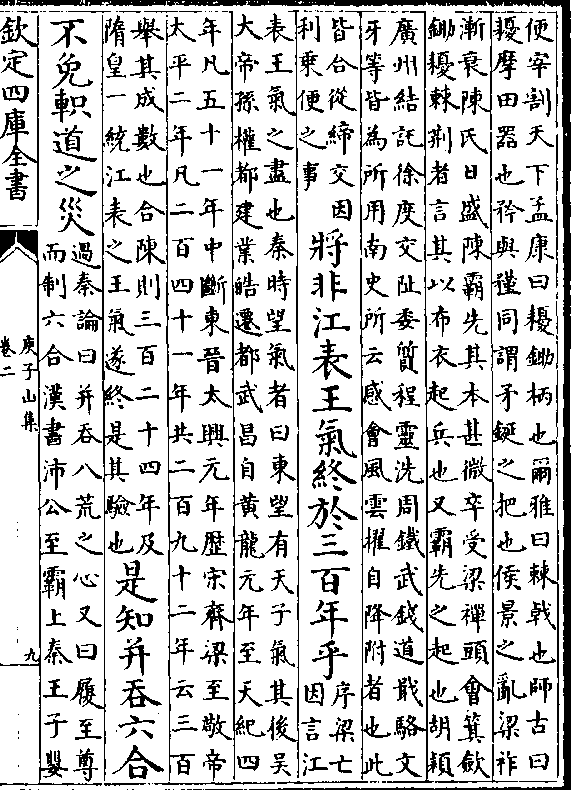 便宰割天下孟康曰耰鋤柄也爾雅曰棘戟也師古曰
耰摩田器也矜與同謂矛鋋之把也侯景之亂梁祚
漸衰陳氏日盛陳霸先其本甚微卒受梁禪頭會箕歛
鋤耰棘荆者言其以布衣起兵也又霸先之起也胡穎
廣州結託徐度交阯委質程靈洗周鐵武錢道戢駱文
牙等皆為所用南史所云感會風雲擢自降附者也此
皆合從締交因
利乗便之事
將非江表王氣終於三百年乎
序梁亡
因言江
表王氣之盡也秦時望氣者曰東望有天子氣其後吳
大帝孫權都建業皓遷都武昌自黄龍元年至天紀四
年凡五十一年中斷東晉太興元年歴宋齊梁至敬帝
太平二年凡二百四十一年共二百九十二年云三百
舉其成數也合陳則三百二十四年及
隋皇一統江表之王氣遂終是其驗也
是知并吞六合
不免軹道之災
過秦論曰并吞八荒之心又曰履至尊
而制六合漢書沛公至霸上秦王子嬰
欽定四庫全書
庚子山集
卷二
九